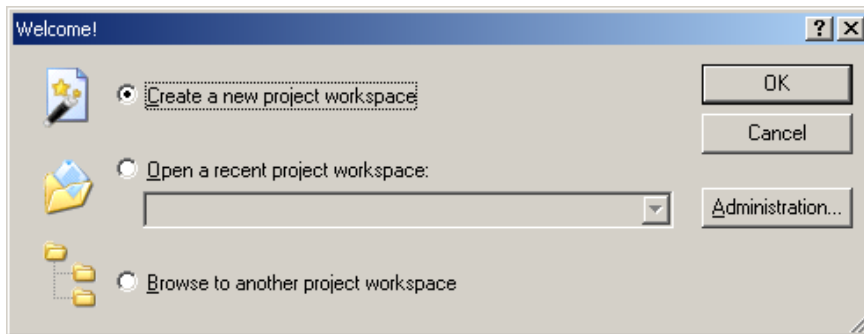 Welcome!
Create a new project workspace
OK
Cancel
Open a recent project workspace:
Administration...
Browse to another project workspace